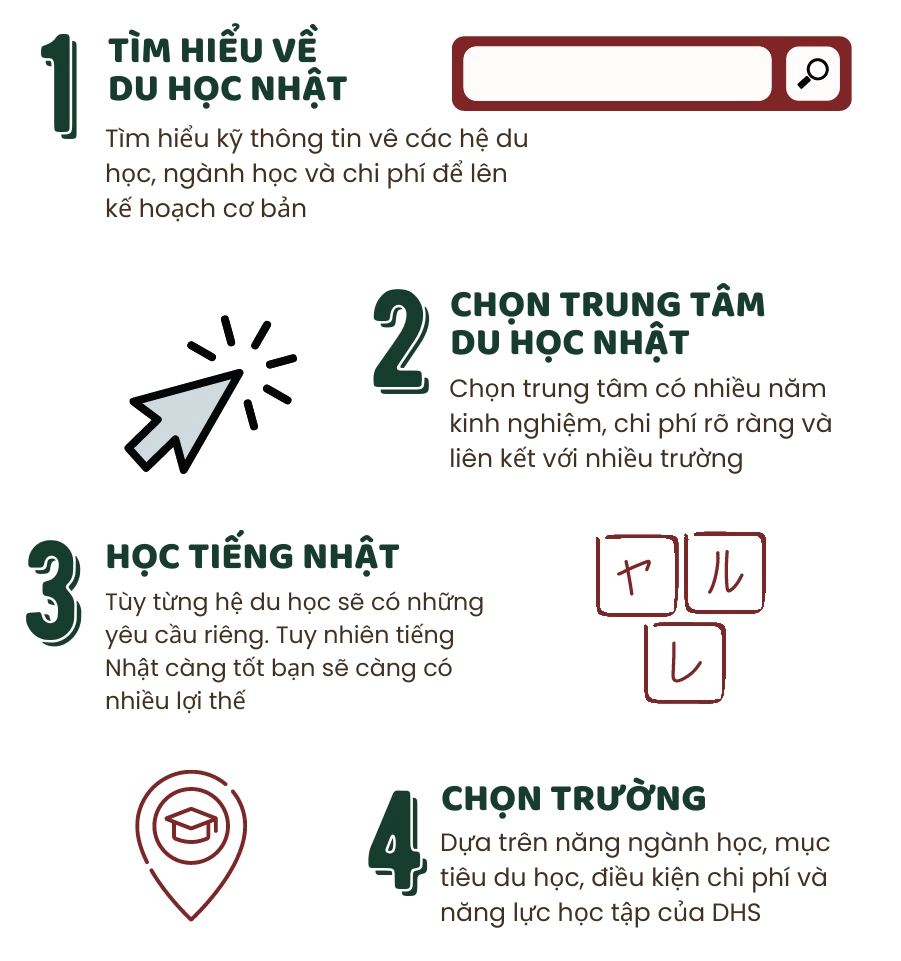 1
TÌM HIỂU VỀ
DU HỌC NHẬT
Tìm hiểu kỹ thông tin vê các hệ du
học, ngành học và chi phí để lên
kế hoạch cơ bản
2
CHỌN TRUNG TÂM
DU HỌC NHẬT
Chọn trung tâm có nhiều năm
kinh nghiệm, chi phí rõ ràng và
liên kết với nhiều trường
3
HỌC TIẾNG NHẬT
Tùy từng hệ du học sẽ có những
yêu cầu riêng. Tuy nhiên tiếng
Nhật càng tốt bạn sẽ càng có
nhiều lợi thế
ヤ ル
レ
4
CHỌN TRƯỜNG
Dựa trên năng ngành học, mục
tiêu du học, điều kiện chi phí và
năng lực học tập của DHS